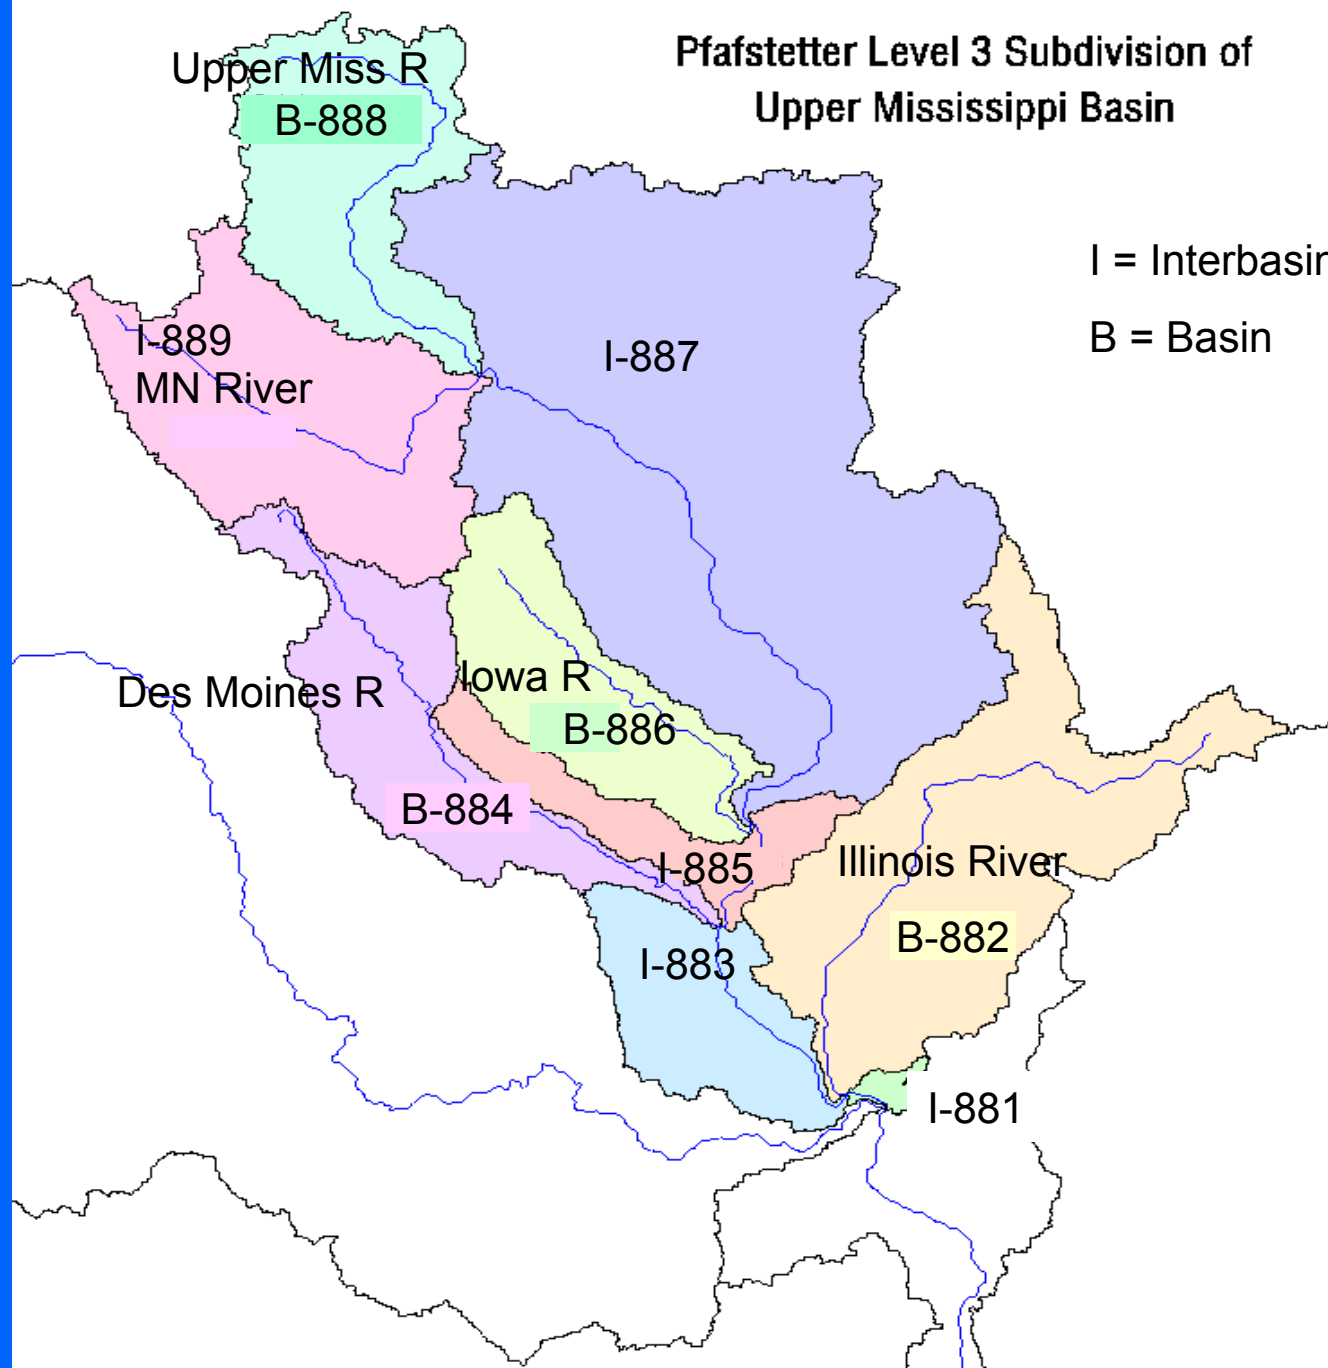 Pfafstetter Level 3 Subdivision of
Upper Mississippi Basin
Upper Miss R
B-888
I = Interbasin
B = Basin
I-889
MN River
I-887
Des Moines R
Iowa R
B-886
B-884
I-885
Illinois River
B-882
I-883
I-881